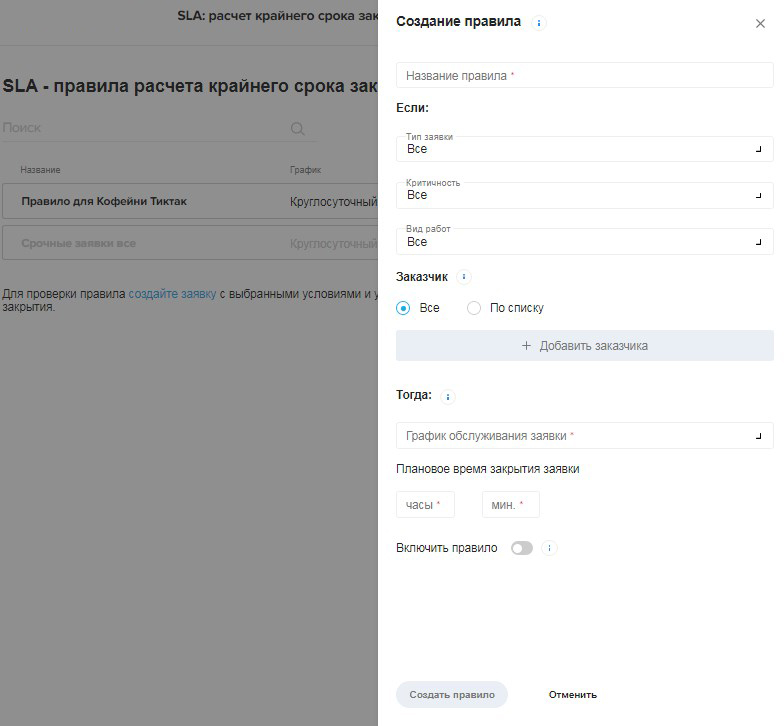 SLA: расчет крайнего срока зак
SLA - правила расчета крайнего срока зак
Поиск
Название График
Правило для Кофейни Тиктак Круглосуточный
Срочные заявки все Круглосуточный
Для проверки правила создайте заявку с выбранными условиями и у
закрытия.
Создание правила
Название правила *
Если:
Тип заявки
Все
Критичность
Все
Вид работ
Все
Заказчик
Все По списку
+ Добавить заказчика
Тогда:
График обслуживания заявки *
Плановое время закрытия заявки
часы * мин. *
Включить правило
Создать правило Отменить